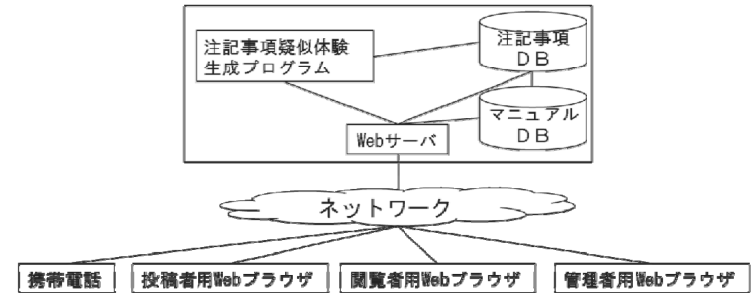 注記事項疑似体験
生成プログラム
注記事項
DB
マニュアル
DB
Webサーバ
ネットワーク
携帯電話
投稿者用Webブラウザ
閲覧者用Webブラウザ
管理者用Webブラウザ